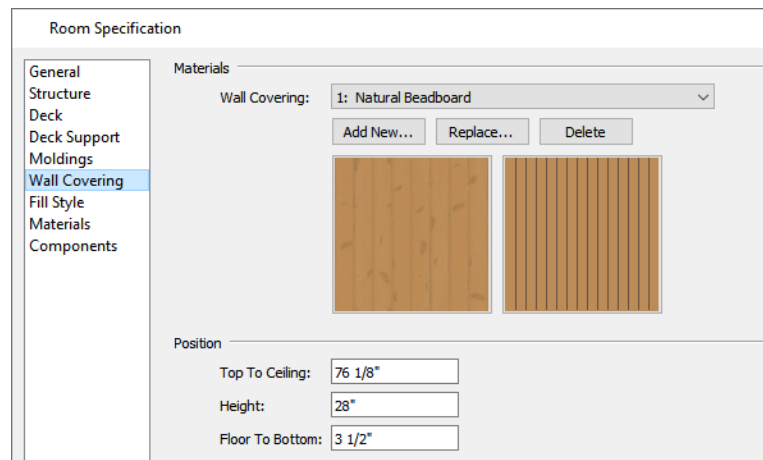 Room Specification
General
Structure
Deck
Deck Support
Moldings
Wall Covering
Fill Style
Materials
Components
Materials
Wall Covering: 1: Natural Beadboard
Add New... Replace... Delete
Position
Top To Ceiling: 76 1/8"
Height: 28"
Floor To Bottom: 3 1/2"